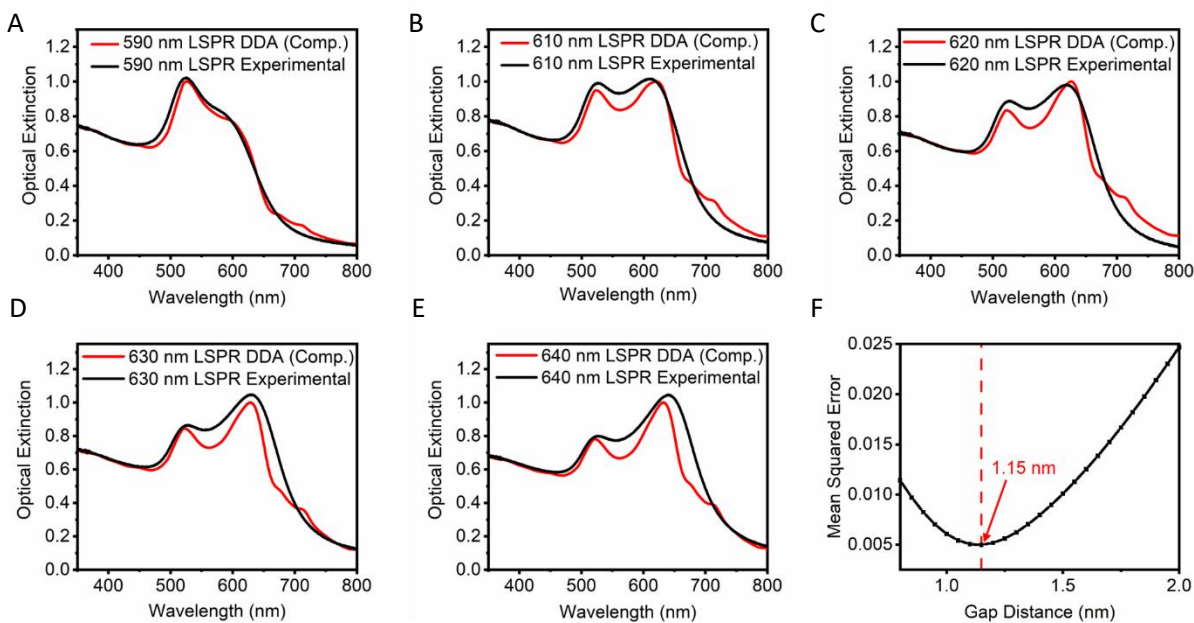 A
590 nm LSPR DDA (Comp.)
590 nm LSPR Experimental
Optical Extinction
1.2
1.0
0.8
0.6
0.4
0.2
0.0
400 500 600 700 800
Wavelength (nm)
B
610 nm LSPR DDA (Comp.)
610 nm LSPR Experimental
Optical Extinction
1.2
1.0
0.8
0.6
0.4
0.2
0.0
400 500 600 700 800
Wavelength (nm)
C
620 nm LSPR DDA (Comp.)
620 nm LSPR Experimental
Optical Extinction
1.2
1.0
0.8
0.6
0.4
0.2
0.0
400 500 600 700 800
Wavelength (nm)
D
630 nm LSPR DDA (Comp.)
630 nm LSPR Experimental
Optical Extinction
1.2
1.0
0.8
0.6
0.4
0.2
0.0
400 500 600 700 800
Wavelength (nm)
E
640 nm LSPR DDA (Comp.)
640 nm LSPR Experimental
Optical Extinction
1.2
1.0
0.8
0.6
0.4
0.2
0.0
400 500 600 700 800
Wavelength (nm)
F
Mean Squared Error
0.025
0.020
0.015
0.010
0.005
1.15 nm
1.0 1.5 2.0
Gap Distance (nm)